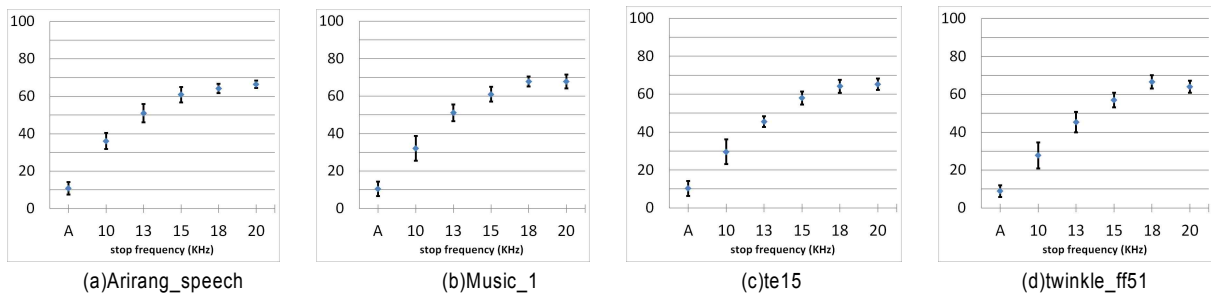 100
80
60
40
20
0
A 10 13 15 18 20
stop frequency (KHz)
(a)Arirang_speech
100
80
60
40
20
0
A 10 13 15 18 20
stop frequency (KHz)
(b)Music_1
100
80
60
40
20
0
A 10 13 15 18 20
stop frequency (KHz)
(c)te15
100
80
60
40
20
0
A 10 13 15 18 20
stop frequency (KHz)
(d)twinkle_ff51